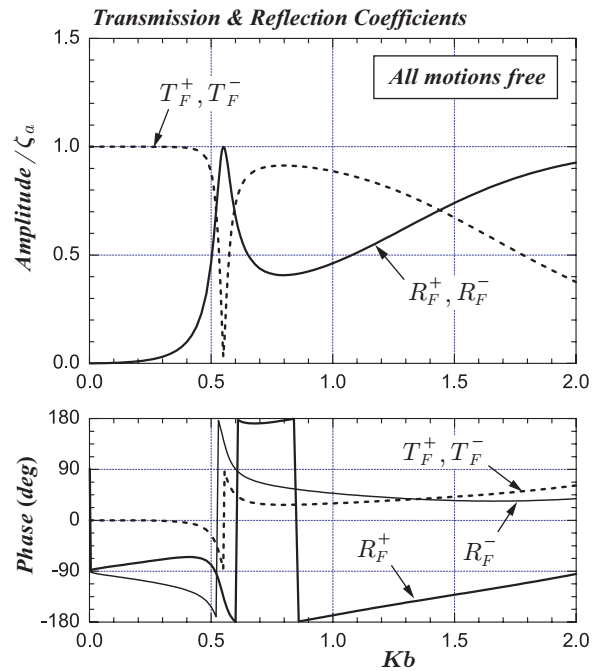 Transmission & Reflection Coefficients
1.5
1.0
0.5
0.0
Amplitude / ζa
All motions free
T_F^+, T_F^-
R_F^+, R_F^-
0.0 0.5 1.0 1.5 2.0
180
90
0
-90
-180
Phase (deg)
T_F^+, T_F^-
R_F^+
R_F^-
0.0 0.5 1.0 1.5 2.0
Kb